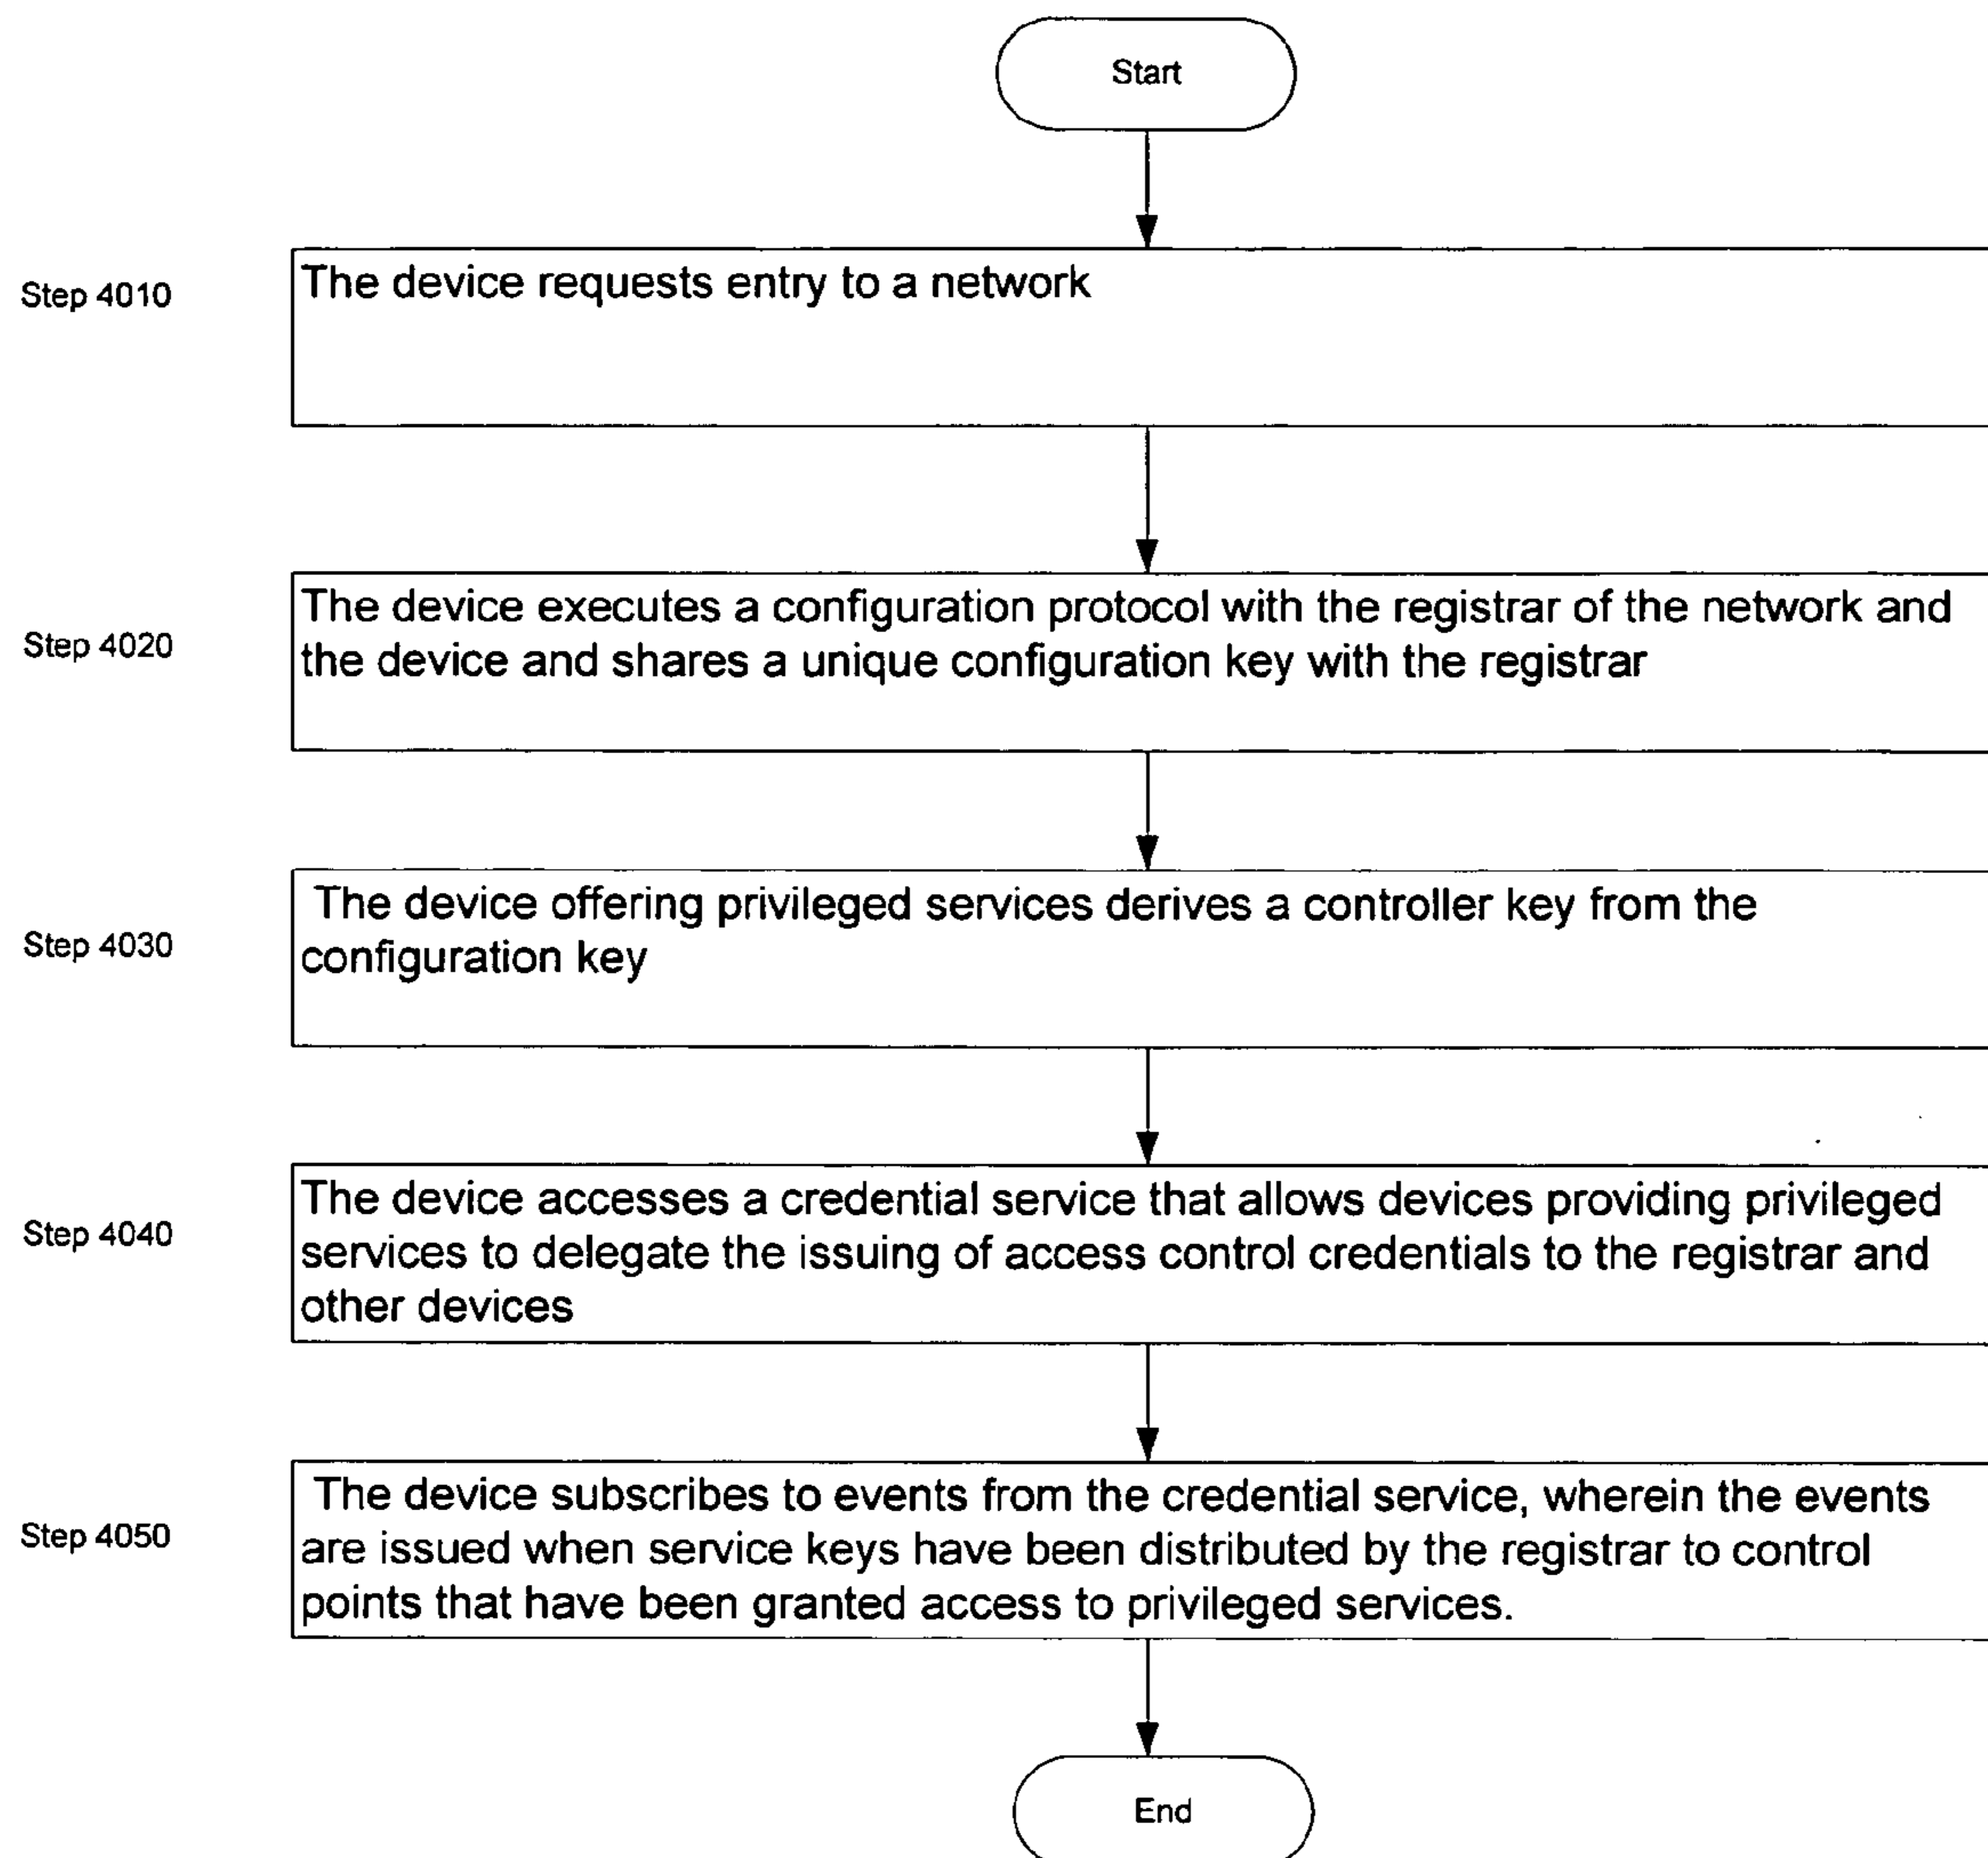 Start
Step 4010
The device requests entry to a network
Step 4020
The device executes a configuration protocol with the registrar of the network and
the device and shares a unique configuration key with the registrar
Step 4030
The device offering privileged services derives a controller key from the
configuration key
Step 4040
The device accesses a credential service that allows devices providing privileged
services to delegate the issuing of access control credentials to the registrar and
other devices
Step 4050
The device subscribes to events from the credential service, wherein the events
are issued when service keys have been distributed by the registrar to control
points that have been granted access to privileged services.
End